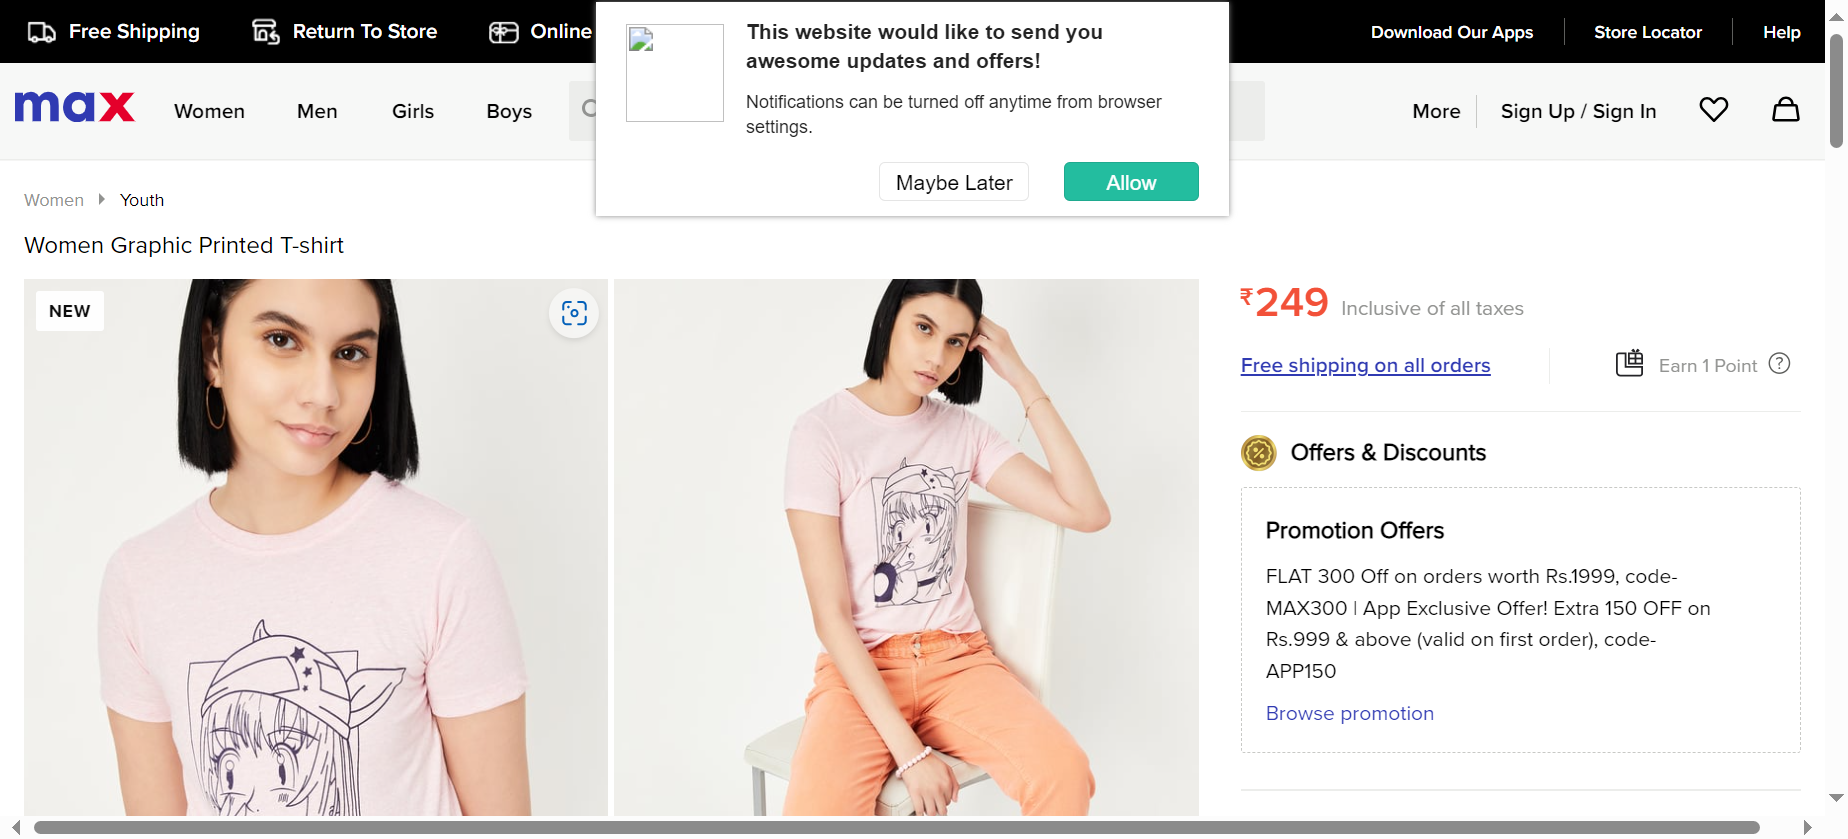 Free Shipping
Return To Store
Online
This website would like to send you
awesome updates and offers!
Notifications can be turned off anytime from browser
settings.
Maybe Later
Allow
Download Our Apps
Store Locator
Help
max
Women
Men
Girls
Boys
More
Sign Up / Sign In
Women
Youth
Women Graphic Printed T-shirt
NEW
₹249 Inclusive of all taxes
Free shipping on all orders
Earn 1 Point ?
Offers & Discounts
Promotion Offers
FLAT 300 Off on orders worth Rs.1999, code-
MAX300 | App Exclusive Offer! Extra 150 OFF on
Rs.999 & above (valid on first order), code-
APP150
Browse promotion